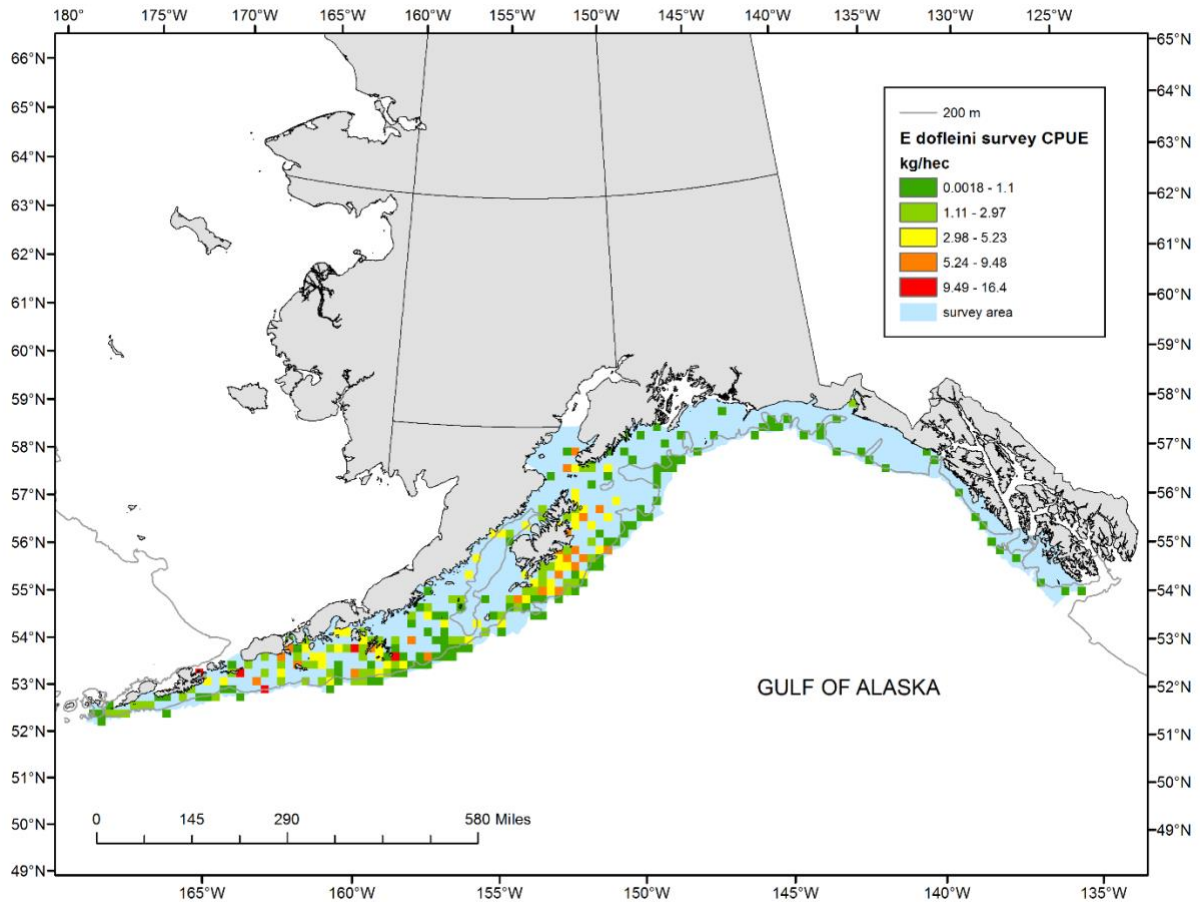 180° 175°W 170°W 165°W 160°W 155°W 150°W 145°W 140°W 135°W 130°W 125°W
66°N
65°N
64°N
63°N
62°N
61°N
60°N
59°N
58°N
57°N
56°N
55°N
54°N
53°N
52°N
51°N
50°N
49°N
65°N
64°N
63°N
62°N
61°N
60°N
59°N
58°N
57°N
56°N
55°N
54°N
53°N
52°N
51°N
50°N
49°N
200 m
E dofleini survey CPUE
kg/hec
0.0018 - 1.1
1.11 - 2.97
2.98 - 5.23
5.24 - 9.48
9.49 - 16.4
survey area
GULF OF ALASKA
0 145 290 580 Miles
165°W 160°W 155°W 150°W 145°W 140°W 135°W